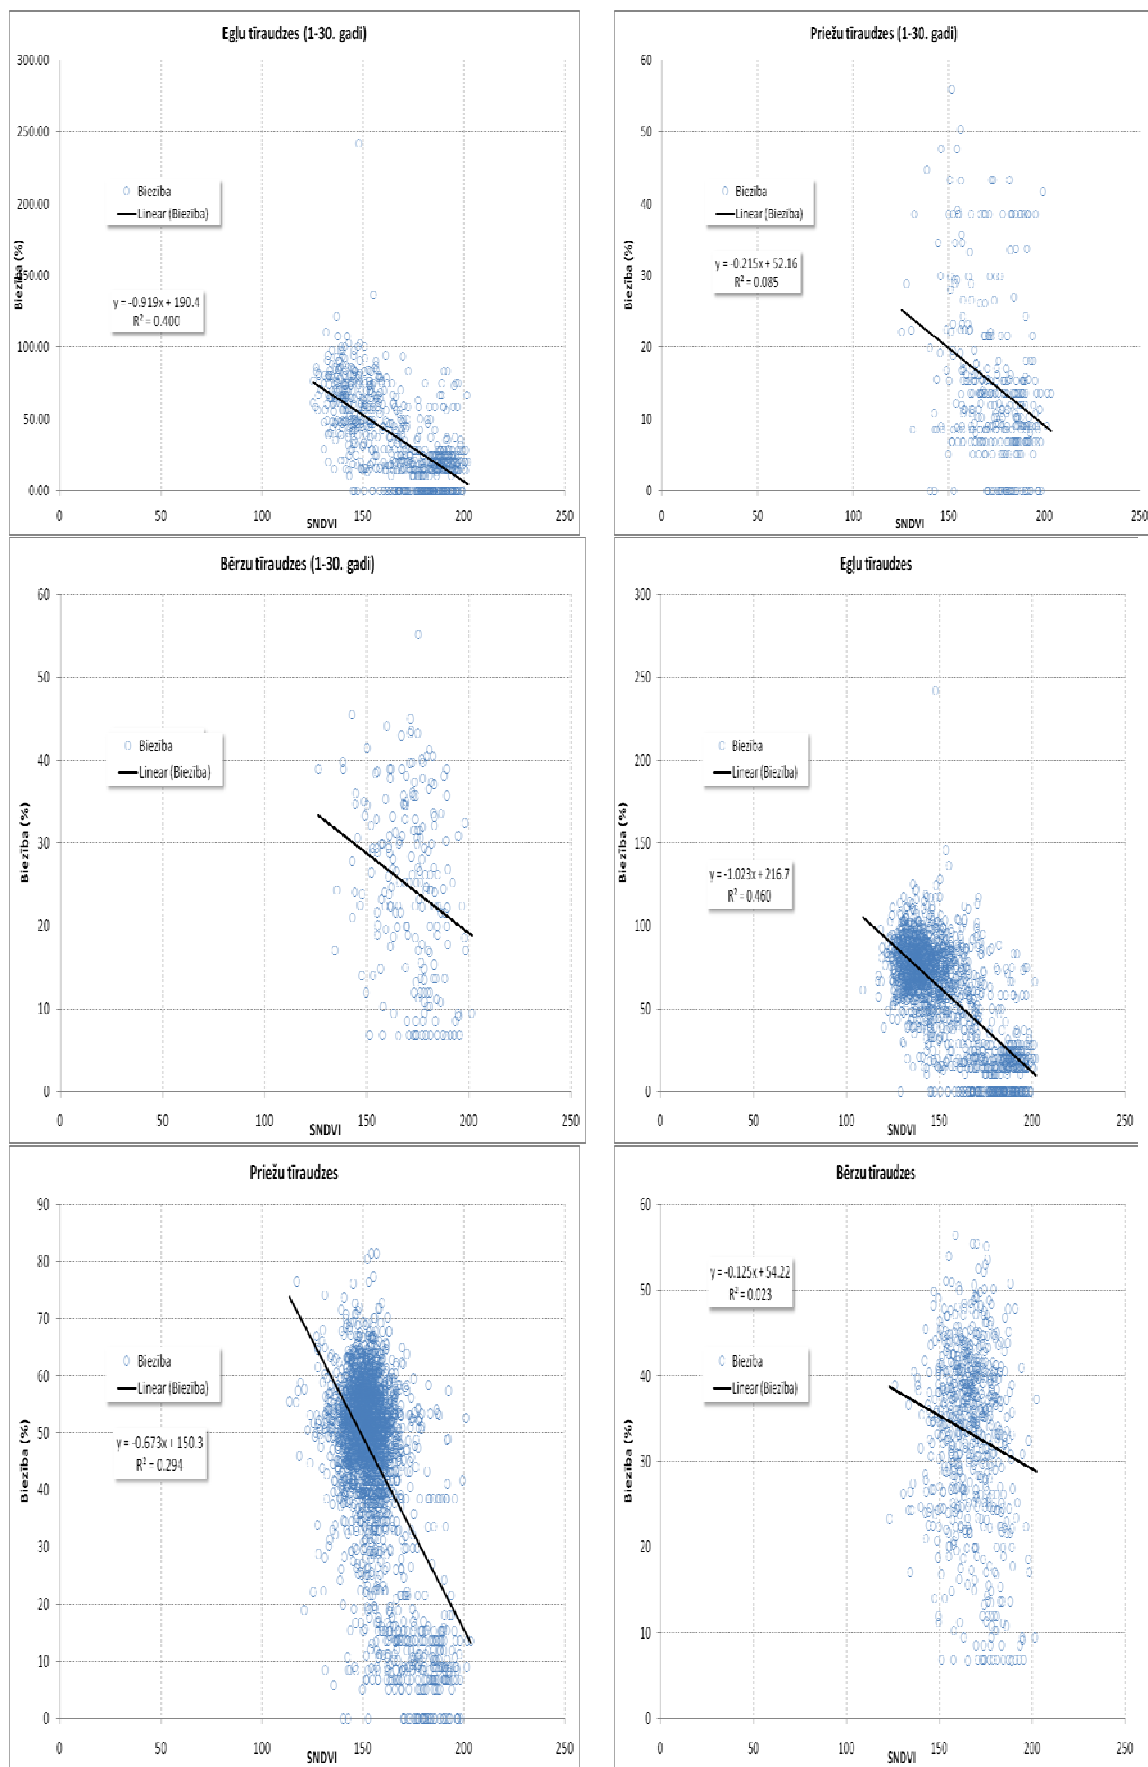 Egļu tīraudzes (1-30. gadi)
300.00
250.00
200.00
150.00
100.00
50.00
0.00
Biezība (%)
Biezība
Linear (Biezība)
y = -0.919x + 190.4
R² = 0.400
0 50 100 150 200 250
SNDVI
Priežu tīraudzes (1-30. gadi)
60
50
40
30
20
10
0
Biezība (%)
Biezība
Linear (Biezība)
y = -0.215x + 52.16
R² = 0.085
0 50 100 150 200 250
SNDVI
Bērzu tīraudzes (1-30. gadi)
60
50
40
30
20
10
0
Biezība (%)
Biezība
Linear (Biezība)
0 50 100 150 200 250
SNDVI
Egļu tīraudzes
300
250
200
150
100
50
0
Biezība (%)
Biezība
Linear (Biezība)
y = -1.023x + 216.7
R² = 0.460
0 50 100 150 200 250
SNDVI
Priežu tīraudzes
90
80
70
60
50
40
30
20
10
0
Biezība (%)
Biezība
Linear (Biezība)
y = -0.673x + 150.3
R² = 0.294
0 50 100 150 200 250
SNDVI
Bērzu tīraudzes
60
50
40
30
20
10
0
Biezība (%)
Biezība
Linear (Biezība)
y = -0.125x + 54.22
R² = 0.023
0 50 100 150 200 250
SNDVI